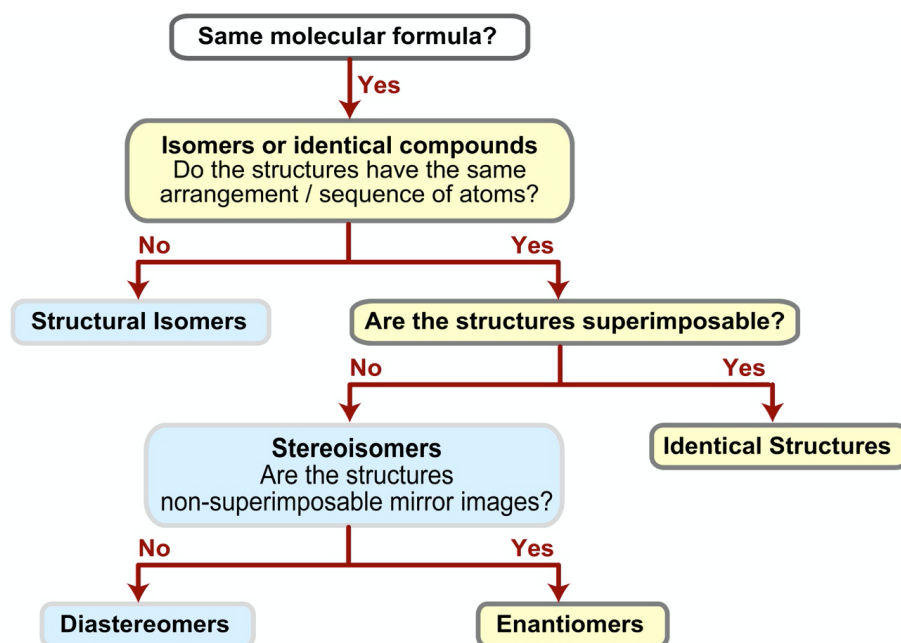 Same molecular formula?
Yes
Isomers or identical compounds
Do the structures have the same
arrangement / sequence of atoms?
No
Yes
Structural Isomers
Are the structures superimposable?
No
Yes
Stereoisomers
Are the structures
non-superimposable mirror images?
Identical Structures
No
Yes
Diastereomers
Enantiomers